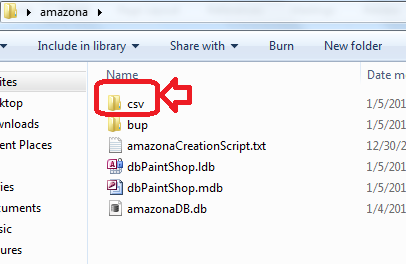 amazona
Include in library Share with Burn New folder
Name Date m
csv 1/5/201
bup 1/5/201
amazonaCreationScript.txt 12/30/2
dbPaintShop.ldb 1/5/201
dbPaintShop.mdb 1/5/201
amazonaDB.db 1/4/201
ites
ktop
wnloads
ent Places
ies
cuments
sic
ures